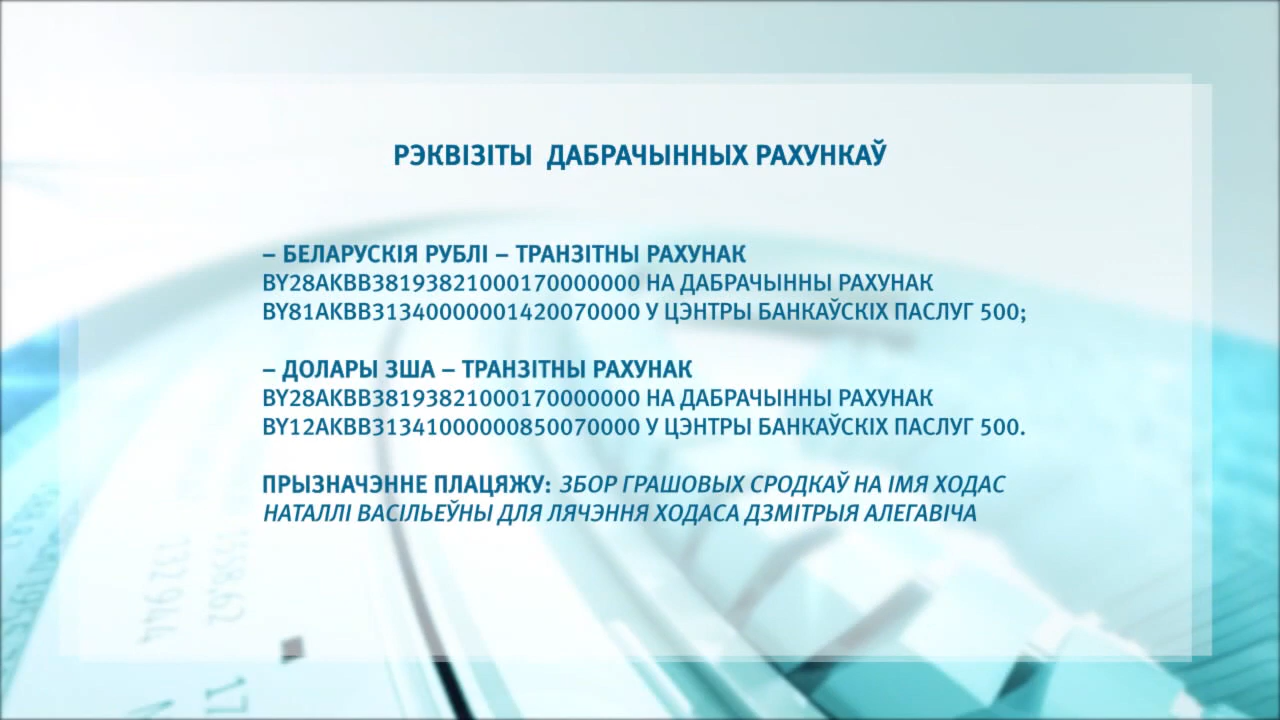 РЭКВІЗІТЫ ДАБРАЧЫННЫХ РАХУНКАЎ
– БЕЛАРУСКІЯ РУБЛІ – ТРАНЗІТНЫ РАХУНАК
BY28AKBB38193821000170000000 НА ДАБРАЧЫННЫ РАХУНАК
BY81AKBB31340000001420070000 У ЦЭНТРЫ БАНКАЎСКІХ ПАСЛУГ 500;
– ДОЛАРЫ ЗША – ТРАНЗІТНЫ РАХУНАК
BY28AKBB38193821000170000000 НА ДАБРАЧЫННЫ РАХУНАК
BY12AKBB31341000000850070000 У ЦЭНТРЫ БАНКАЎСКІХ ПАСЛУГ 500.
ПРЫЗНАЧЭННЕ ПЛАЦЯЖУ: ЗБОР ГРАШОВЫХ СРОДКАЎ НА ІМЯ ХОДАС
НАТАЛЛІ ВАСІЛЬЕЎНЫ ДЛЯ ЛЯЧЭННЯ ХОДАСА ДЗМІТРЫЯ АЛЕГАВІЧА